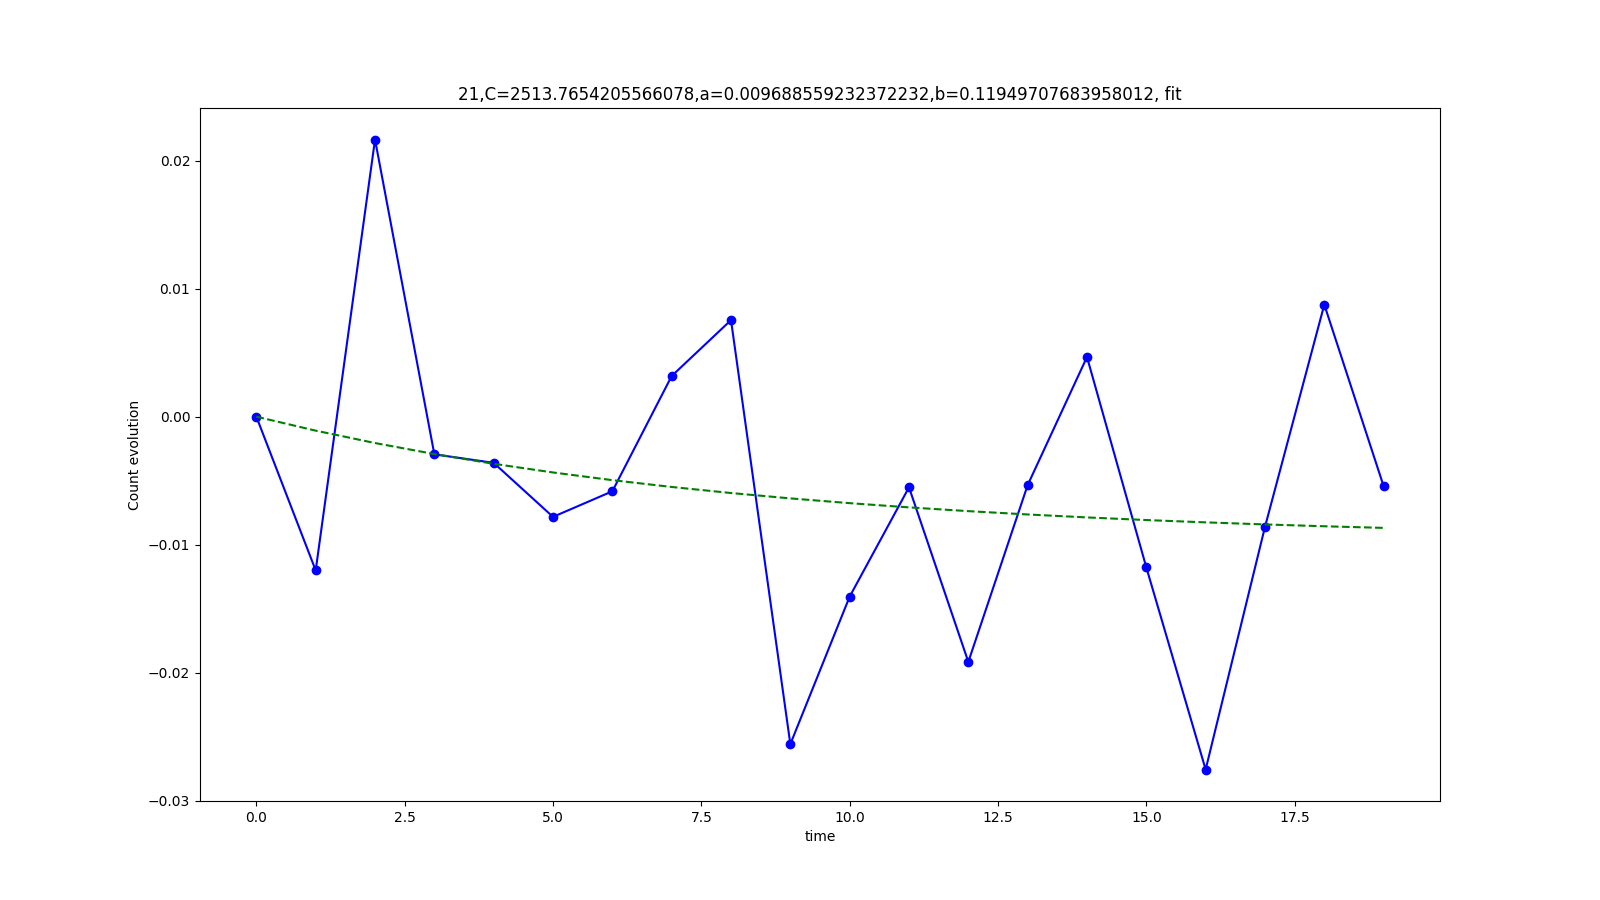 21,C=2513.7654205566078,a=0.009688559232372232,b=0.11949707683958012, fit
0.02
0.01
0.00
−0.01
−0.02
−0.03
Count evolution
0.0 2.5 5.0 7.5 10.0 12.5 15.0 17.5
time